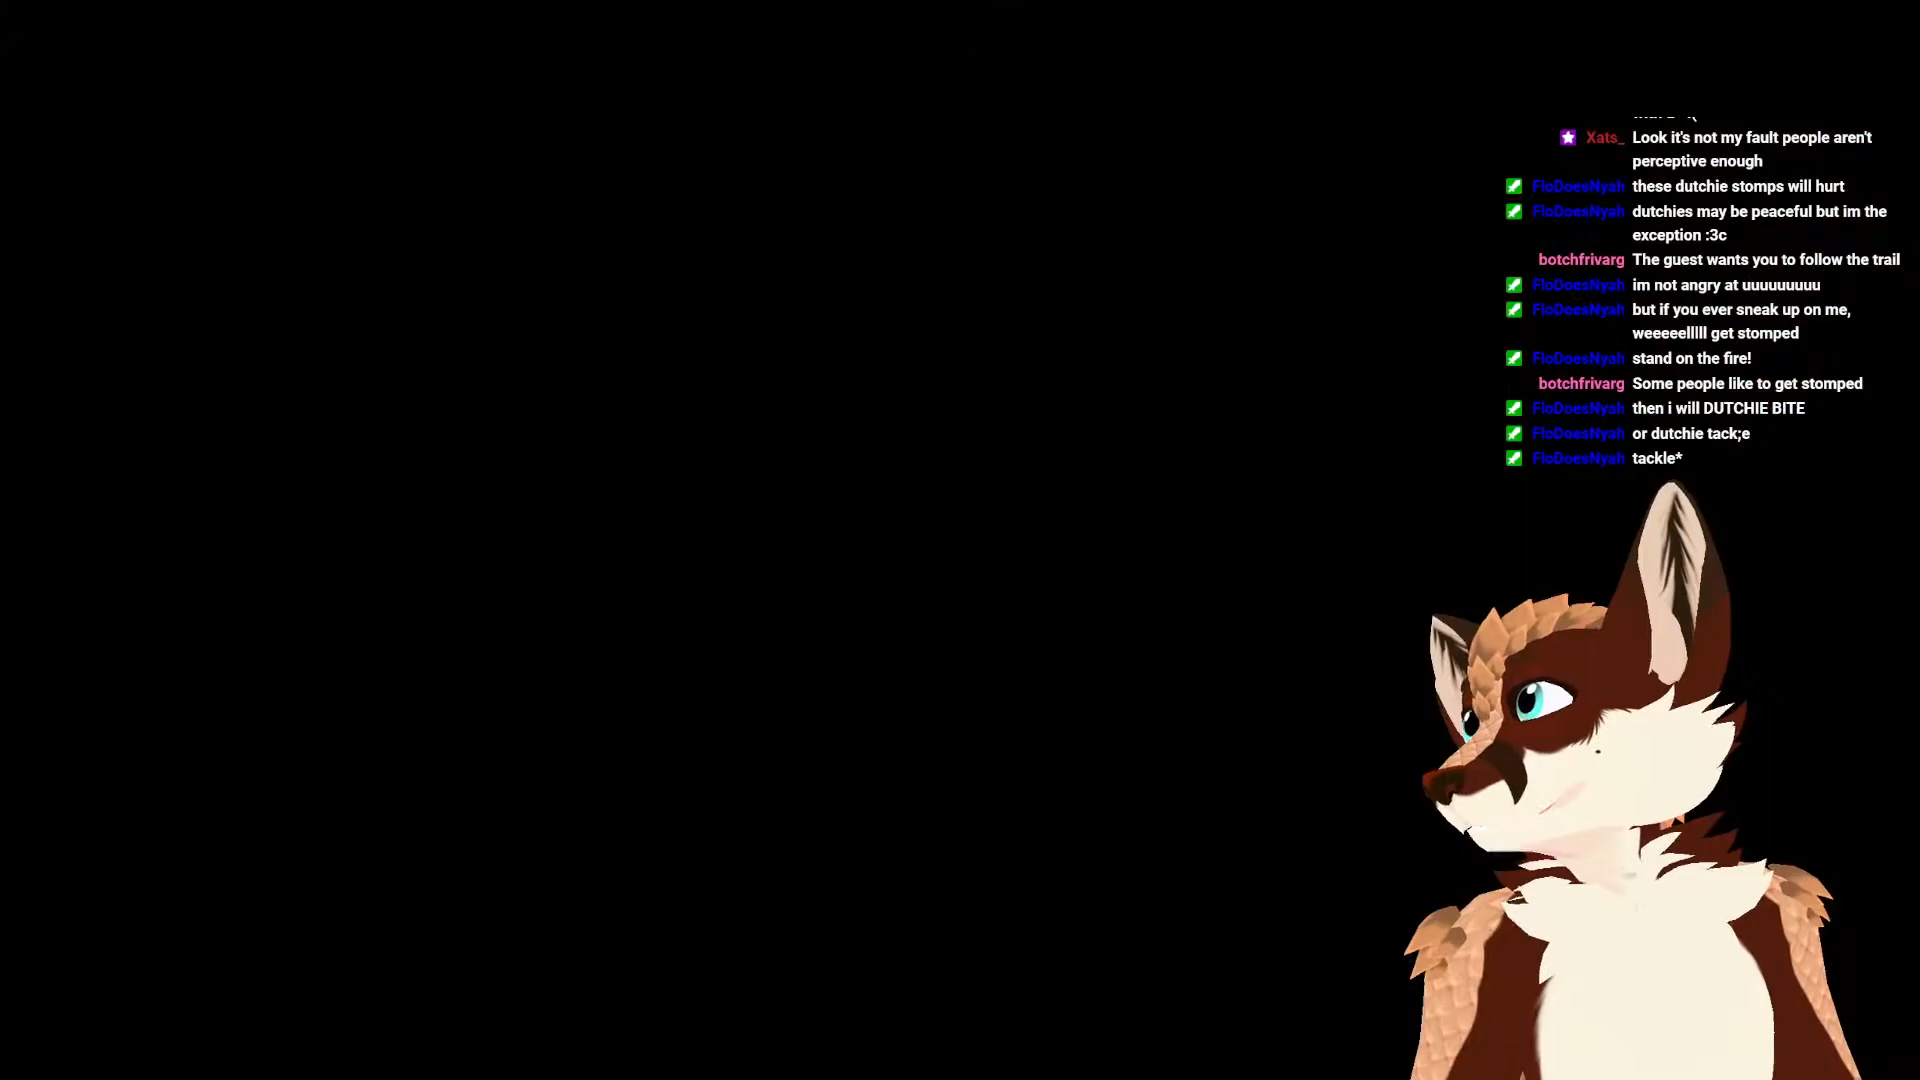 Xats_ Look it's not my fault people aren't
perceptive enough
FloDoesNyah these dutchie stomps will hurt
FloDoesNyah dutchies may be peaceful but im the
exception :3c
botchfrivarg The guest wants you to follow the trail
FloDoesNyah im not angry at uuuuuuuuu
FloDoesNyah but if you ever sneak up on me,
weeeeelllll get stomped
FloDoesNyah stand on the fire!
botchfrivarg Some people like to get stomped
FloDoesNyah then i will DUTCHIE BITE
FloDoesNyah or dutchie tack;e
FloDoesNyah tackle*